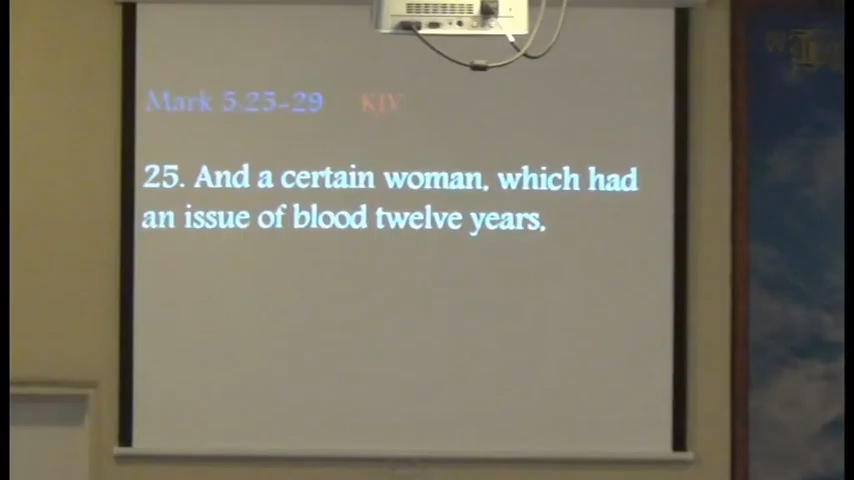 Mark 5:25-29 KJV
25. And a certain woman, which had
an issue of blood twelve years,